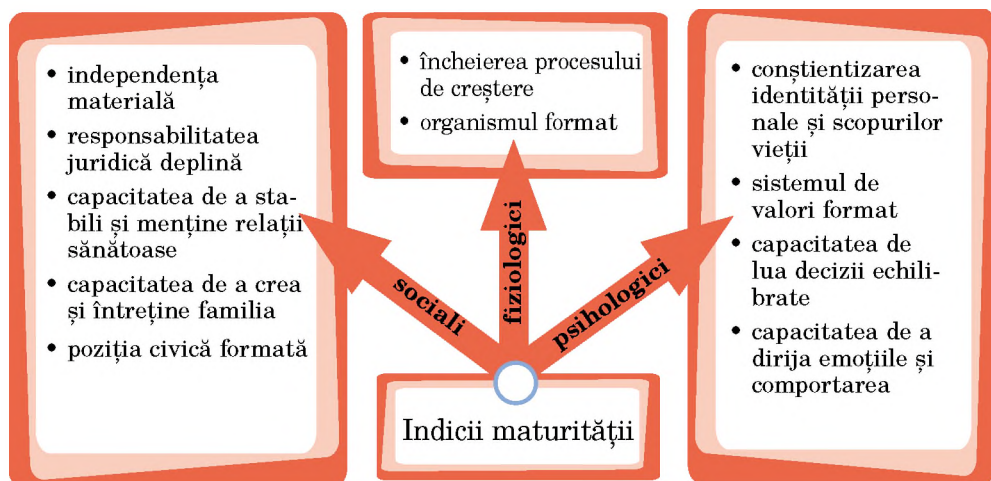 • independența
materială
• responsabilitatea
juridică deplină
• capacitatea de a sta-
bili și menține relații
sănătoase
• capacitatea de a crea
și întreține familia
• poziția civică formată
• încheierea procesului
de creștere
• organismul format
• conștientizarea
identității perso-
nale și scopurilor
vieții
• sistemul de
valori format
• capacitatea de
lua decizii echili-
brate
• capacitatea de a
dirija emoțiile și
comportarea
sociali
fiziologici
psihologici
Indicii maturității